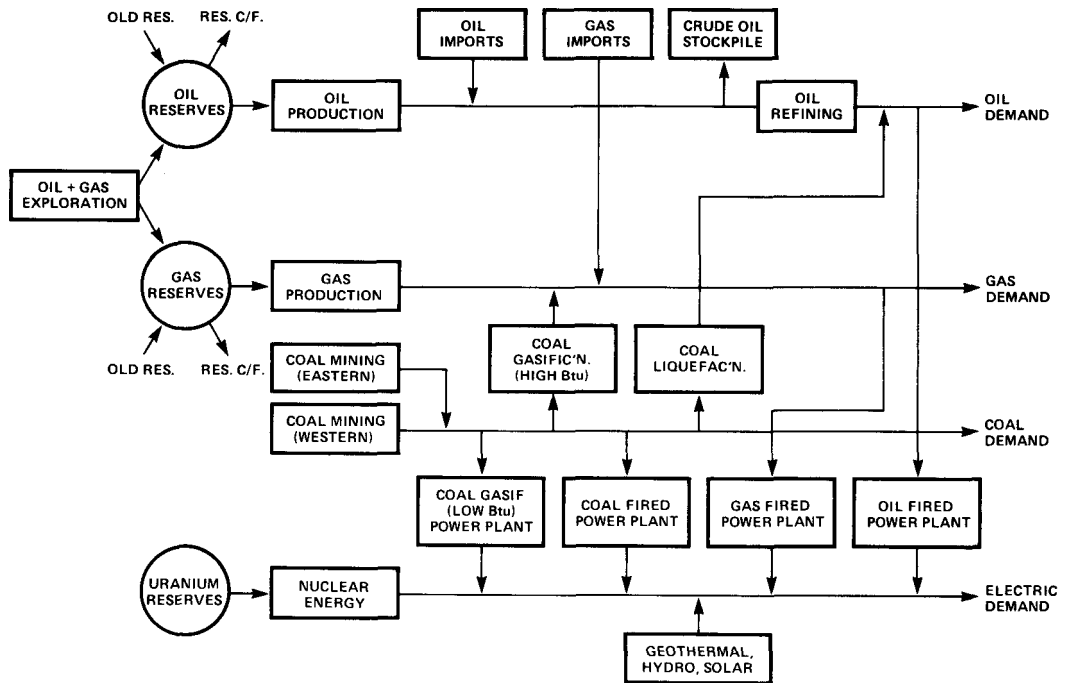 OLD RES.
RES. C/F.
OIL
IMPORTS
GAS
IMPORTS
CRUDE OIL
STOCKPILE
OIL
RESERVES
OIL
PRODUCTION
OIL
REFINING
OIL
DEMAND
OIL + GAS
EXPLORATION
GAS
RESERVES
GAS
PRODUCTION
GAS
DEMAND
OLD RES.
RES. C/F.
COAL MINING
(EASTERN)
COAL
GASIFIC'N.
(HIGH Btu)
COAL
LIQUEFAC'N.
COAL MINING
(WESTERN)
COAL
DEMAND
COAL GASIF
(LOW Btu)
POWER PLANT
COAL FIRED
POWER PLANT
GAS FIRED
POWER PLANT
OIL FIRED
POWER PLANT
URANIUM
RESERVES
NUCLEAR
ENERGY
ELECTRIC
DEMAND
GEOTHERMAL,
HYDRO, SOLAR